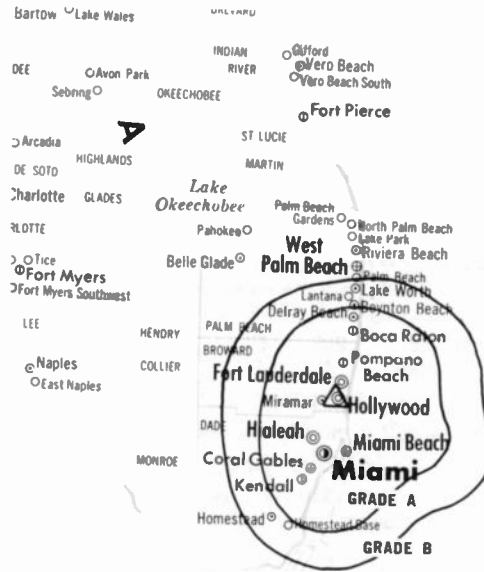 BREVARD
Bartow
Lake Wales
INDIAN
RIVER
Gifford
Vero Beach
Vero Beach South
DEE
Avon Park
Sebring
OKEECHOBEE
Fort Pierce
A
ST LUCIE
Arcadia
HIGHLANDS
MARTIN
DE SOTO
Charlotte
GLADES
Lake
Okeechobee
Palm Beach
Gardens
North Palm Beach
Lake Park
RLOTTE
Pahokee
West
Palm Beach
Riviera Beach
Tice
Belle Glade
Fort Myers
Palm Beach
Fort Myers Southwest
Lantana
Lake Worth
Boynton Beach
Delray Beach
LEE
HENDRY
PALM BEACH
Boca Raton
BROWARD
Naples
COLLIER
Pompano
Beach
East Naples
Fort Lauderdale
Miramar
Hollywood
DADE
Hialeah
Miami Beach
MONROE
Coral Gables
Miami
Kendall
GRADE A
Homestead
Homestead Base
GRADE B